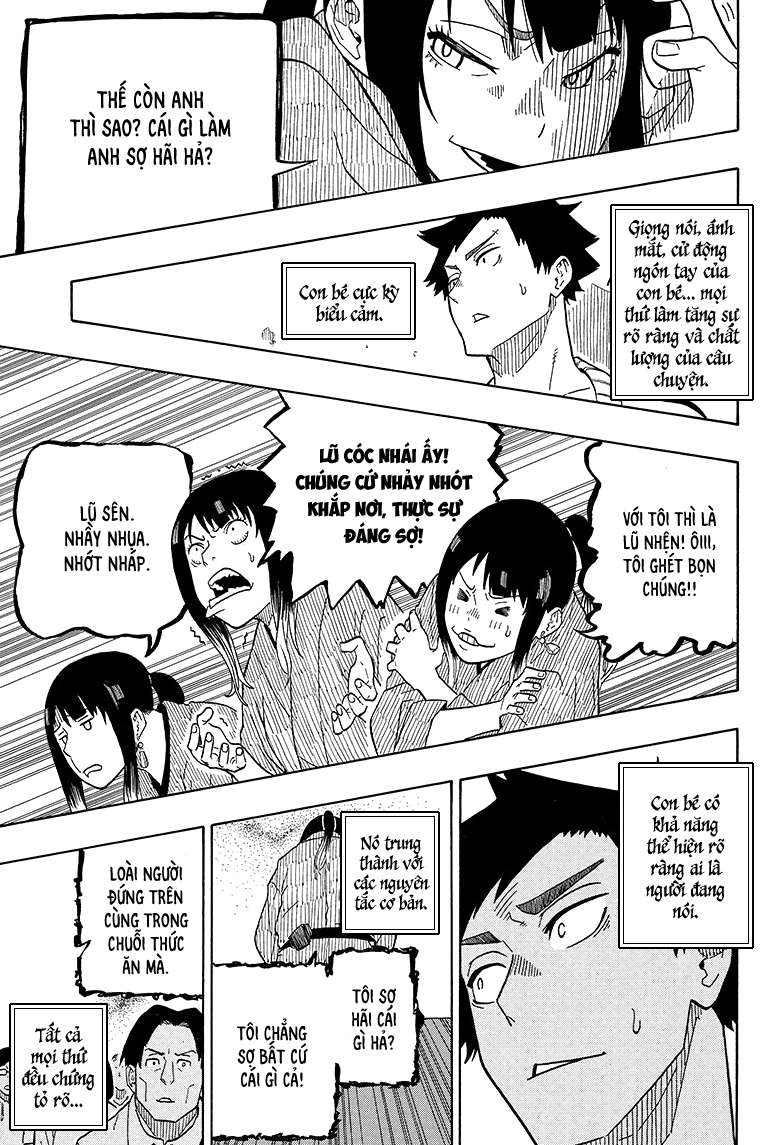 THẾ CÒN ANH
THÌ SAO? CÁI GÌ LÀM
ANH SỢ HÃI HẢ?
Giọng nói, ánh
mắt, cử động
ngón tay của
con bé... mọi
thứ làm tăng sự
rõ ràng và chất
lượng của câu
chuyện.
Con bé cực kỳ
biểu cảm.
VỚI TÔI THÌ LÀ
LŨ NHỆN! ÔIII,
TÔI GHÉT BỌN
CHÚNG!!
LŨ CÓC NHÁI ẤY!
CHÚNG CỨ NHẢY NHÓT
KHẮP NƠI, THỰC SỰ
ĐÁNG SỢ!
LŨ SÊN.
NHẦY NHỤA.
NHỚT NHÁP.
Con bé có
khả năng
thể hiện rõ
ràng ai là
người đang
nói.
Nó trung
thành với
các nguyên
tắc cơ bản.
TÔI SỢ
HÃI CÁI
GÌ HẢ?
TÔI CHẲNG
SỢ BẤT CỨ
CÁI GÌ CẢ!
LOÀI NGƯỜI
ĐỨNG TRÊN
CÙNG TRONG
CHUỖI THỨC
ĂN MÀ.
Tất cả
mọi thứ
đều chứng
tỏ rõ...